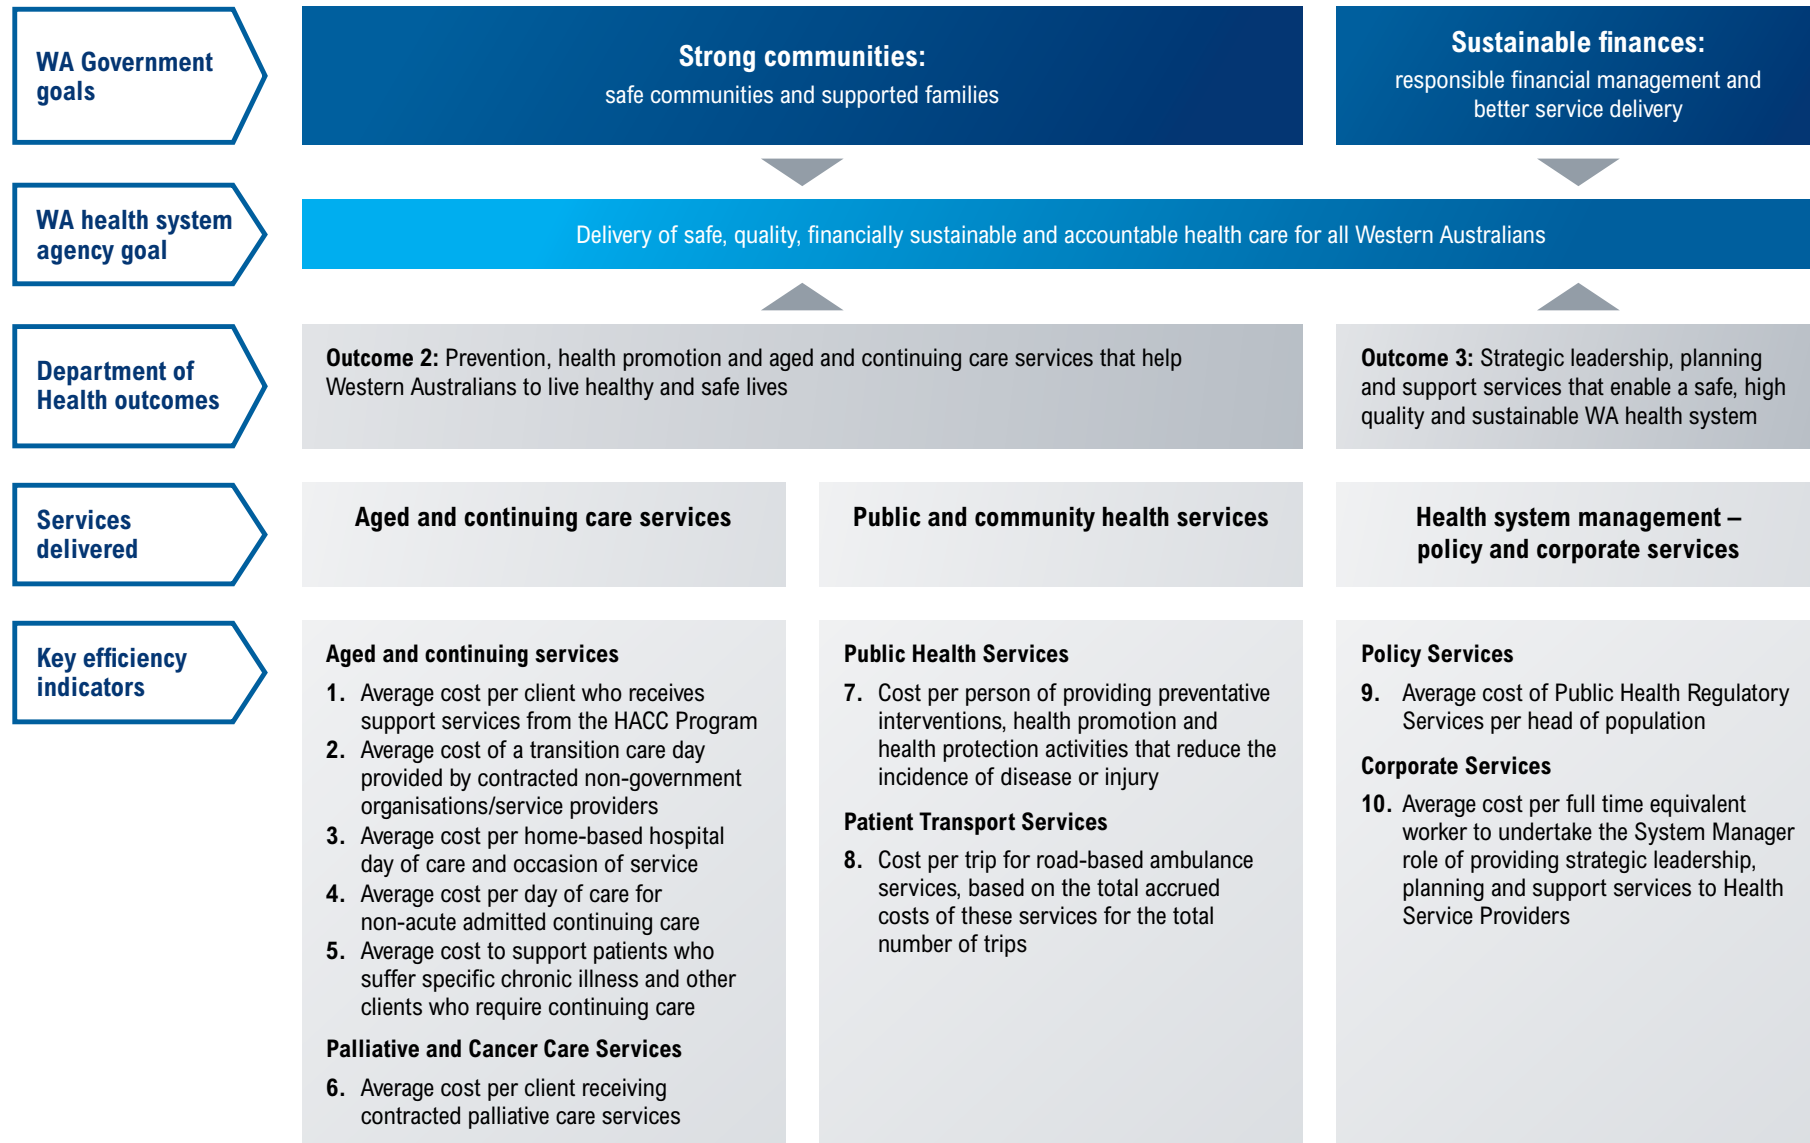 WA Government
goals
Strong communities:
safe communities and supported families
Sustainable finances:
responsible financial management and
better service delivery
WA health system
agency goal
Delivery of safe, quality, financially sustainable and accountable health care for all Western Australians
Department of
Health outcomes
Outcome 2: Prevention, health promotion and aged and continuing care services that help
Western Australians to live healthy and safe lives
Outcome 3: Strategic leadership, planning
and support services that enable a safe, high
quality and sustainable WA health system
Services
delivered
Aged and continuing care services
Public and community health services
Health system management –
policy and corporate services
Key efficiency
indicators
Aged and continuing services
1. Average cost per client who receives
support services from the HACC Program
2. Average cost of a transition care day
provided by contracted non-government
organisations/service providers
3. Average cost per home-based hospital
day of care and occasion of service
4. Average cost per day of care for
non-acute admitted continuing care
5. Average cost to support patients who
suffer specific chronic illness and other
clients who require continuing care
Palliative and Cancer Care Services
6. Average cost per client receiving
contracted palliative care services
Public Health Services
7. Cost per person of providing preventative
interventions, health promotion and
health protection activities that reduce the
incidence of disease or injury
Patient Transport Services
8. Cost per trip for road-based ambulance
services, based on the total accrued
costs of these services for the total
number of trips
Policy Services
9. Average cost of Public Health Regulatory
Services per head of population
Corporate Services
10. Average cost per full time equivalent
worker to undertake the System Manager
role of providing strategic leadership,
planning and support services to Health
Service Providers